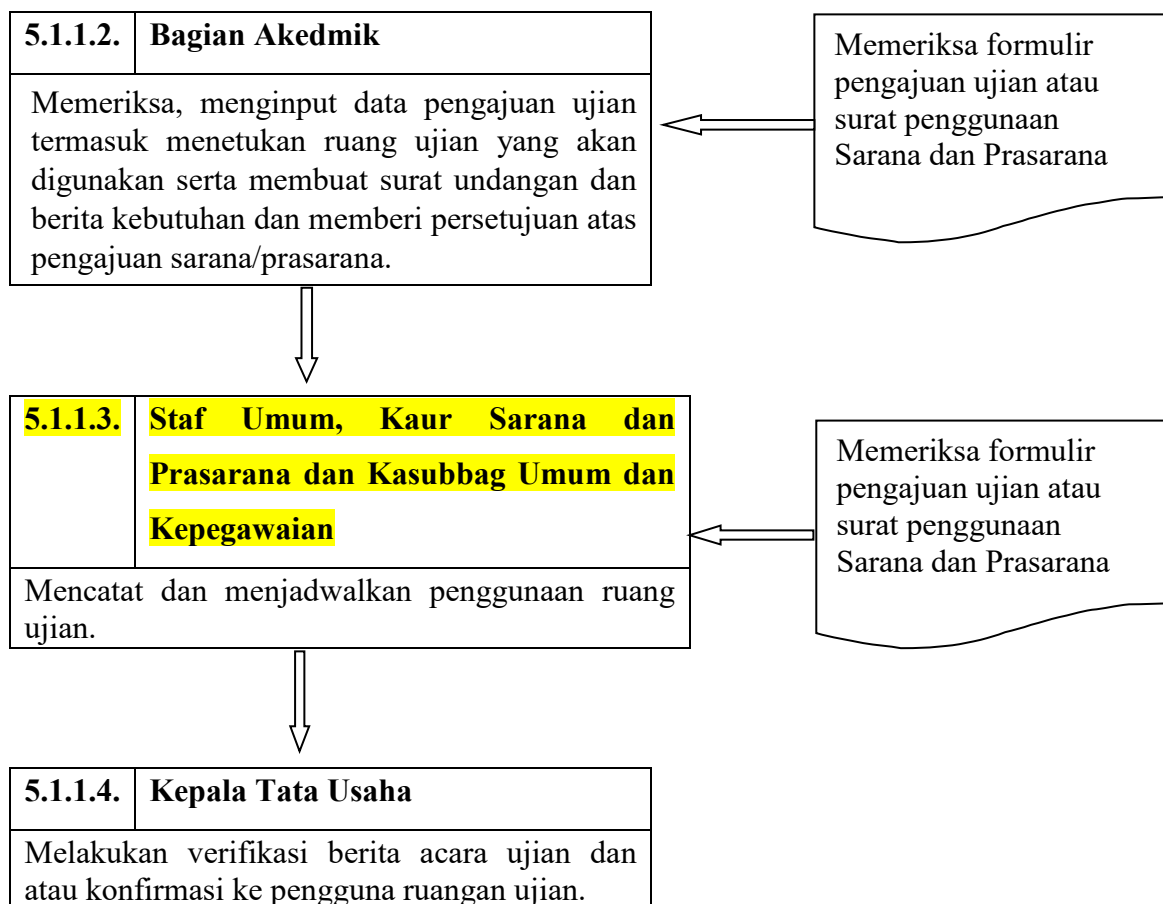 5.1.1.2. Bagian Akedmik
Memeriksa, menginput data pengajuan ujian
termasuk menetukan ruang ujian yang akan
digunakan serta membuat surat undangan dan
berita kebutuhan dan memberi persetujuan atas
pengajuan sarana/prasarana.
Memeriksa formulir
pengajuan ujian atau
surat penggunaan
Sarana dan Prasarana
5.1.1.3. Staf Umum, Kaur Sarana dan
Prasarana dan Kasubbag Umum dan
Kepegawaian
Mencatat dan menjadwalkan penggunaan ruang
ujian.
Memeriksa formulir
pengajuan ujian atau
surat penggunaan
Sarana dan Prasarana
5.1.1.4. Kepala Tata Usaha
Melakukan verifikasi berita acara ujian dan
atau konfirmasi ke pengguna ruangan ujian.